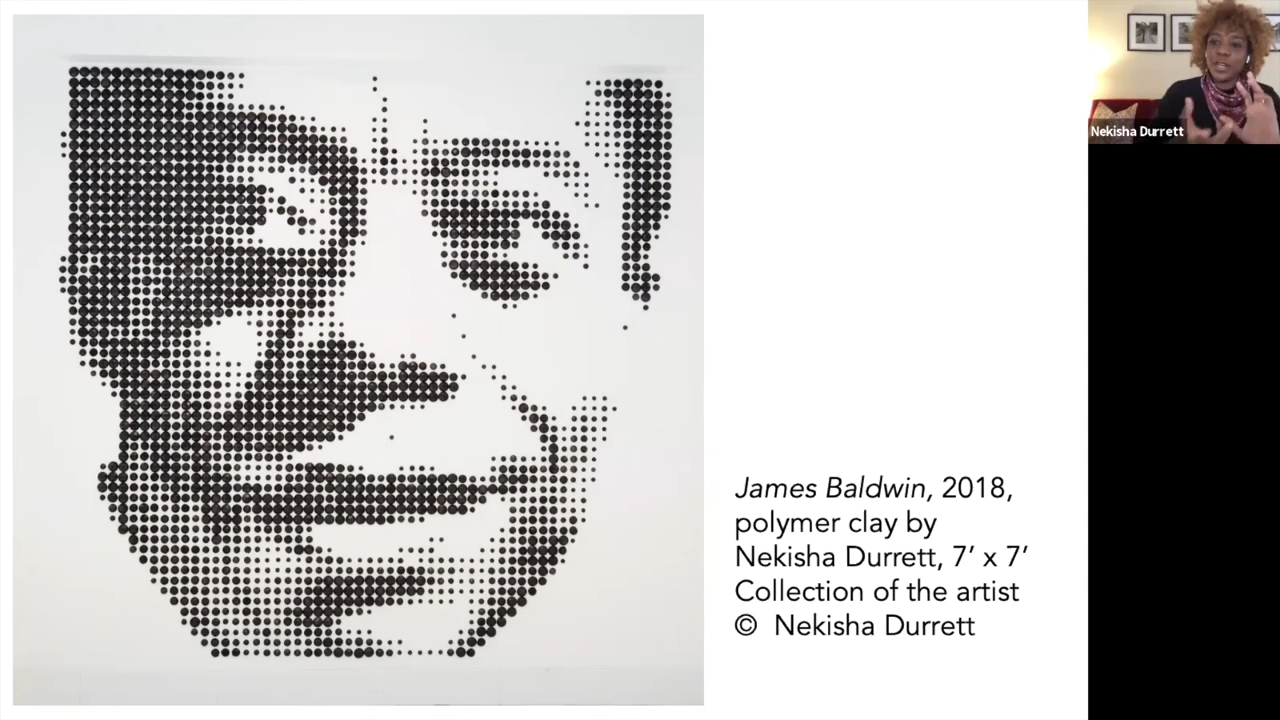 Nekisha Durrett
James Baldwin, 2018,
polymer clay by
Nekisha Durrett, 7’ x 7’
Collection of the artist
© Nekisha Durrett